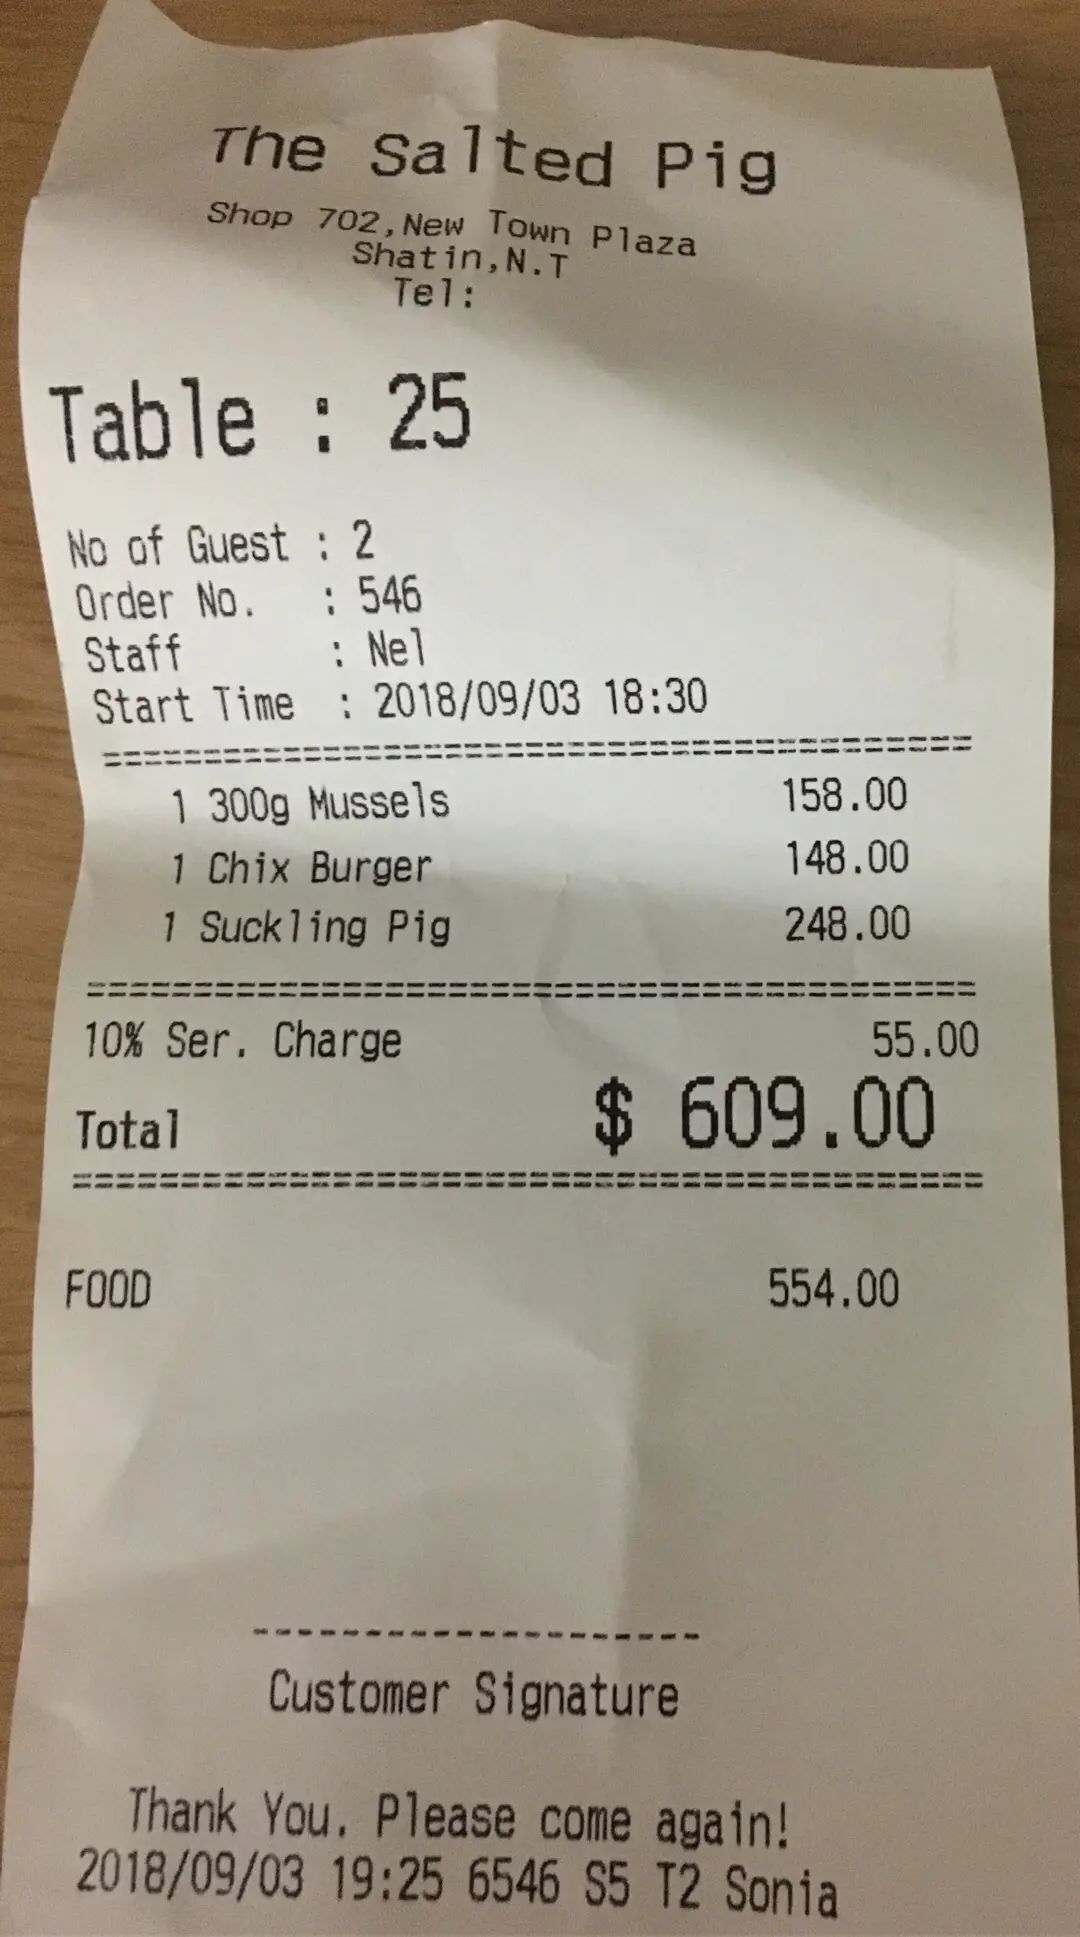 The Salted Pig
Shop 702,New Town Plaza
Shatin,N.T
Tel:
Table : 25
No of Guest : 2
Order No. : 546
Staff : Nel
Start Time : 2018/09/03 18:30
==========================================
1 300g Mussels 158.00
1 Chix Burger 148.00
1 Suckling Pig 248.00
==========================================
10% Ser. Charge 55.00
Total $ 609.00
==========================================
FOOD 554.00
--------------------
Customer Signature
Thank You. Please come again!
2018/09/03 19:25 6546 S5 T2 Sonia